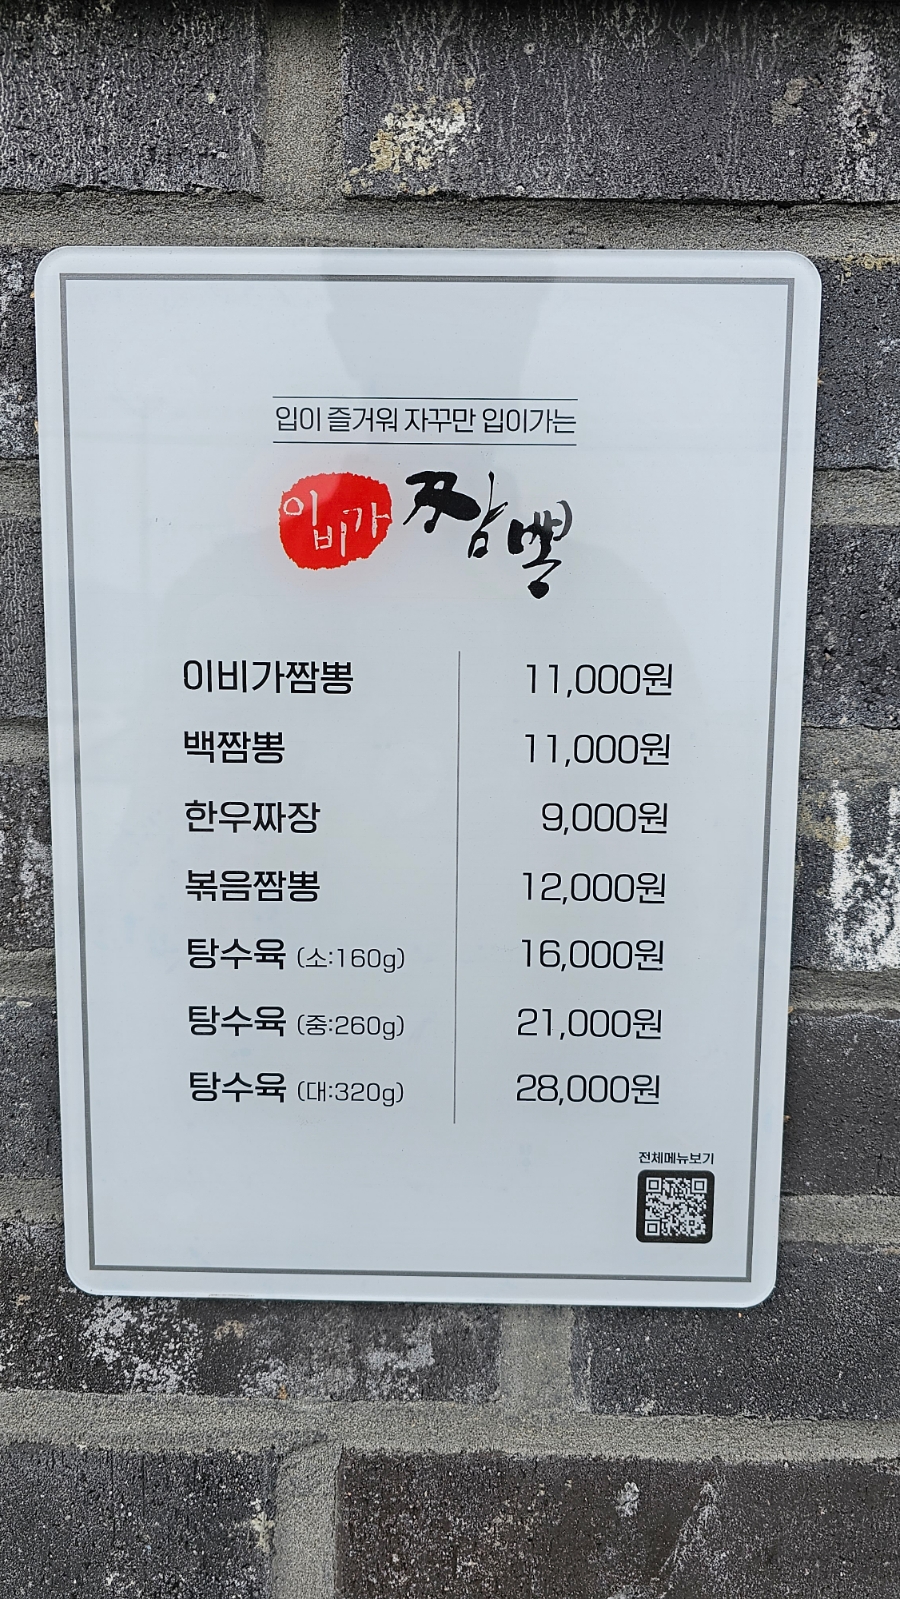 입이 즐거워 자꾸만 입이가는
이비가 짬뽕
이비가짬뽕 11,000원
백짬뽕 11,000원
한우짜장 9,000원
볶음짬뽕 12,000원
탕수육 (소:160g) 16,000원
탕수육 (중:260g) 21,000원
탕수육 (대:320g) 28,000원
전체메뉴보기